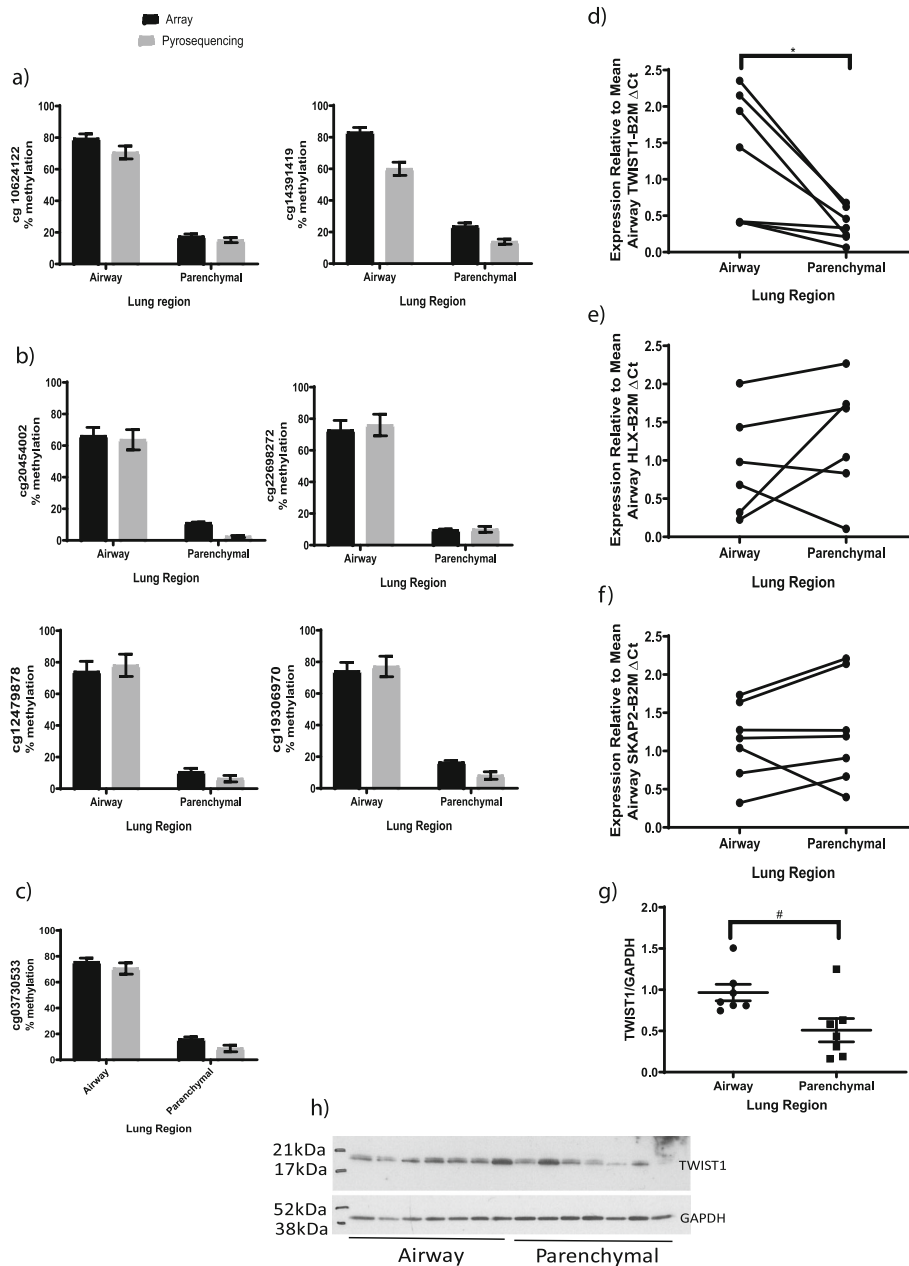 Array
Pyrosequencing
a)
cg 10624122
% methylation
100
80
60
40
20
Airway
Parenchymal
Lung region
cg14391419
% methylation
100
80
60
40
20
Airway
Parenchymal
Lung Region
b)
cg20454002
% methylation
100
80
60
40
20
0
Airway
Parenchymal
Lung Region
cg22698272
% methylation
100
80
60
40
20
0
Airway
Parenchymal
Lung Region
cg12479878
% methylation
100
80
60
40
20
0
Airway
Parenchymal
Lung Region
cg19306970
% methylation
100
80
60
40
20
0
Airway
Parenchymal
Lung Region
c)
cg03730533
% methylation
100
80
60
40
20
0
Airway
Parenchymal
Lung Region
d)
Expression Relative to Mean
Airway TWIST1-B2M ΔCt
2.5
2.0
1.5
1.0
0.5
0.0
*
Airway
Parenchymal
Lung Region
e)
Expression Relative to Mean
Airway HLX-B2M ΔCt
2.5
2.0
1.5
1.0
0.5
0.0
Airway
Parenchymal
Lung Region
f)
Expression Relative to Mean
Airway SKAP2-B2M ΔCt
2.5
2.0
1.5
1.0
0.5
0.0
Airway
Parenchymal
Lung Region
g)
TWIST1/GAPDH
2.0
1.5
1.0
0.5
0.0
#
Airway
Parenchymal
Lung Region
h)
21kDa
17kDa
TWIST1
52kDa
38kDa
GAPDH
Airway
Parenchymal